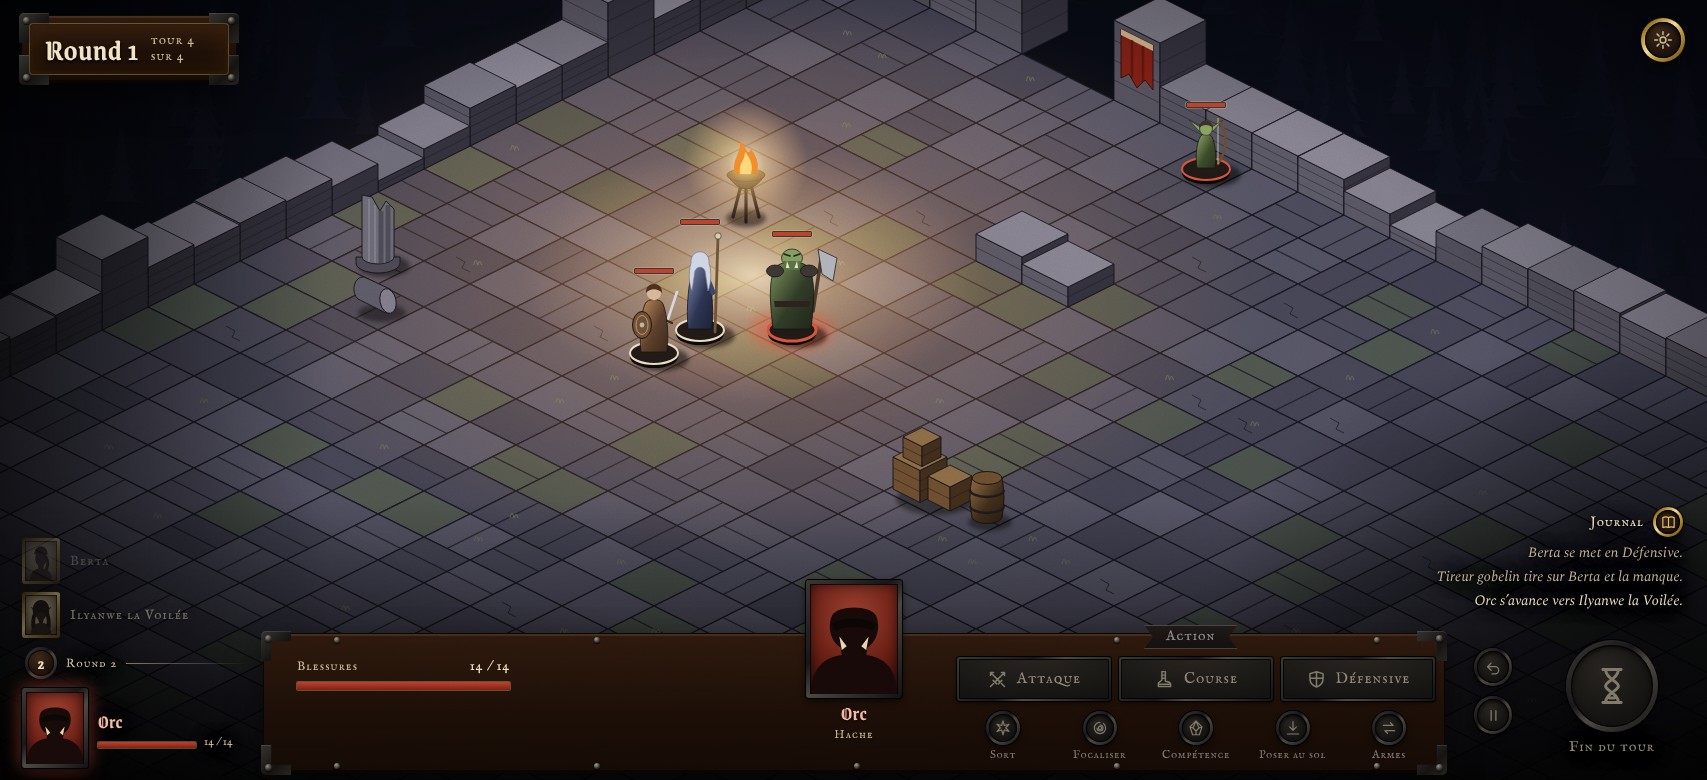 Round 1
TOUR 4
SUR 4
JOURNAL
Berta se met en Défensive.
Tireur gobelin tire sur Berta et la manque.
Orc s'avance vers Ilyanwe la Voilée.
BERTA
ILYANWE LA VOILÉE
2 ROUND 2
Orc
14/14
BLESSURES 14 / 14
Orc
HACHE
ACTION
ATTAQUE COURSE DÉFENSIVE
SORT FOCALISER COMPÉTENCE POSER AU SOL ARMES
FIN DU TOUR